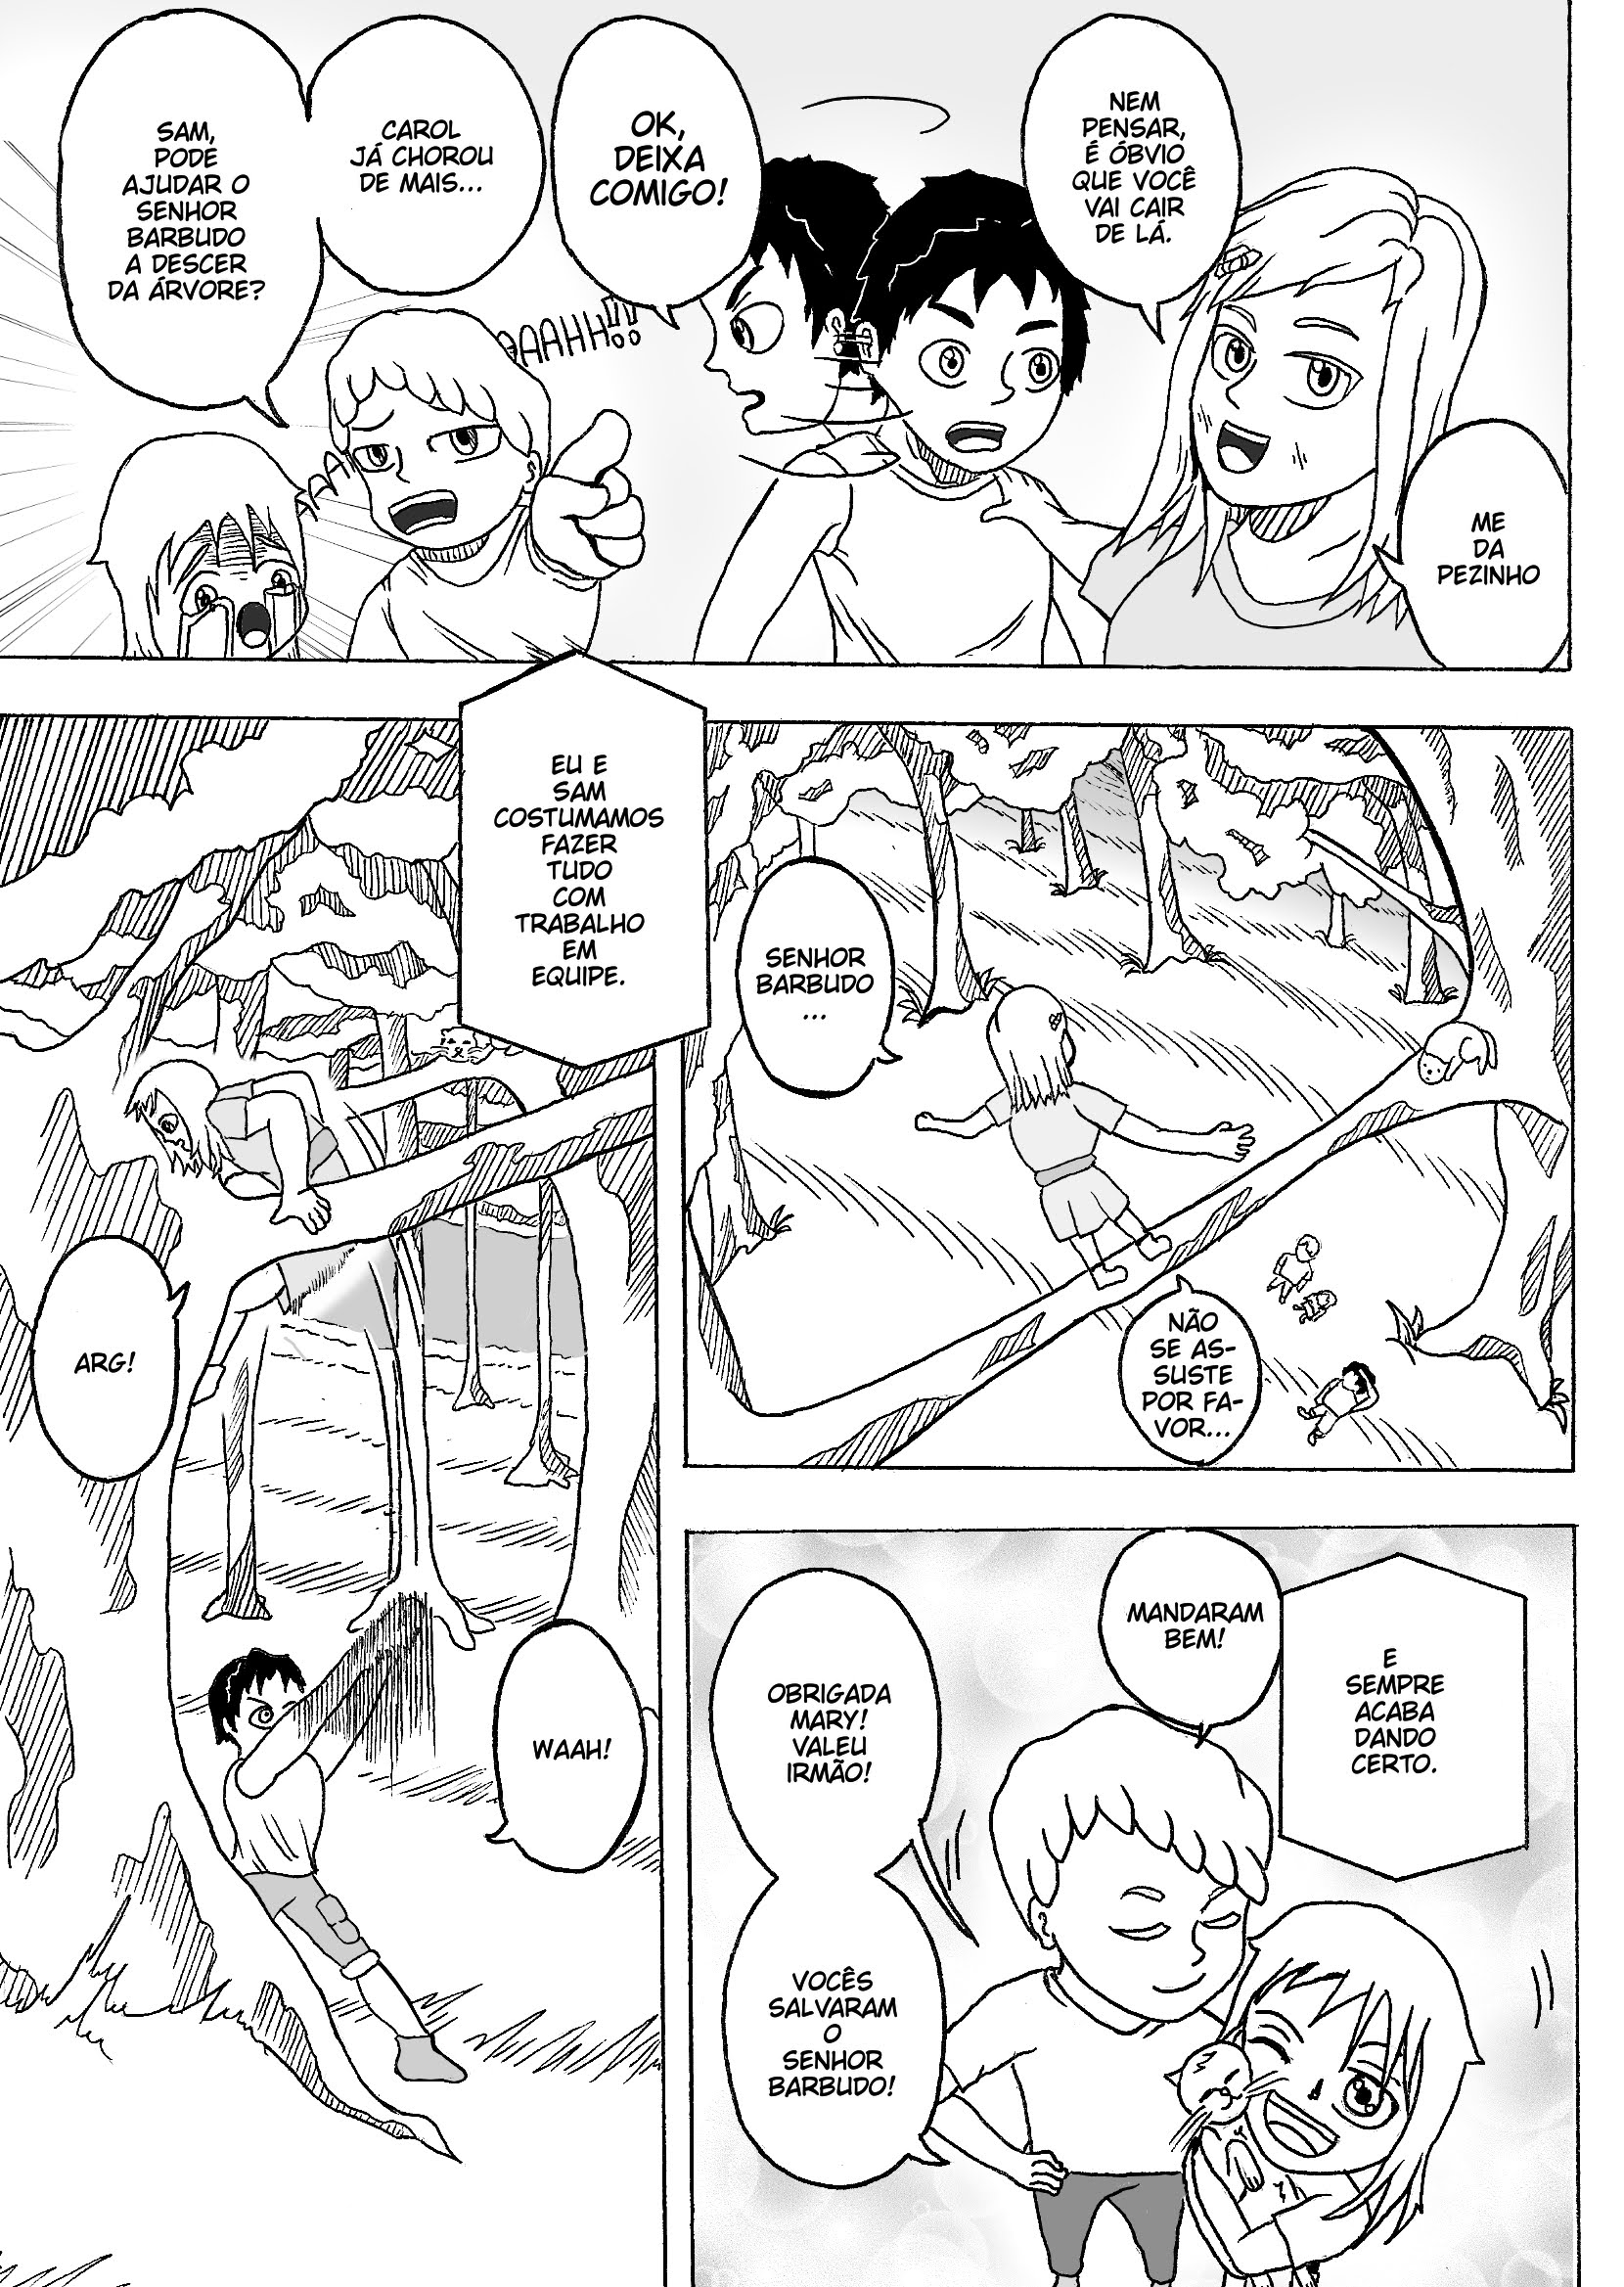 SAM,
PODE
AJUDAR O
SENHOR
BARBUDO
A DESCER
DA ÁRVORE?
CAROL
JÁ CHOROU
DE MAIS...
AAAHH!!
OK,
DEIXA
COMIGO!
NEM
PENSAR,
É ÓBVIO
QUE VOCÊ
VAI CAIR
DE LÁ.
ME
DA
PEZINHO
EU E
SAM
COSTUMAMOS
FAZER
TUDO
COM
TRABALHO
EM
EQUIPE.
ARG!
WAAH!
SENHOR
BARBUDO
...
NÃO
SE AS-
SUSTE
POR FA-
VOR...
MANDARAM
BEM!
E
SEMPRE
ACABA
DANDO
CERTO.
OBRIGADA
MARY!
VALEU
IRMÃO!
VOCÊS
SALVARAM
O
SENHOR
BARBUDO!